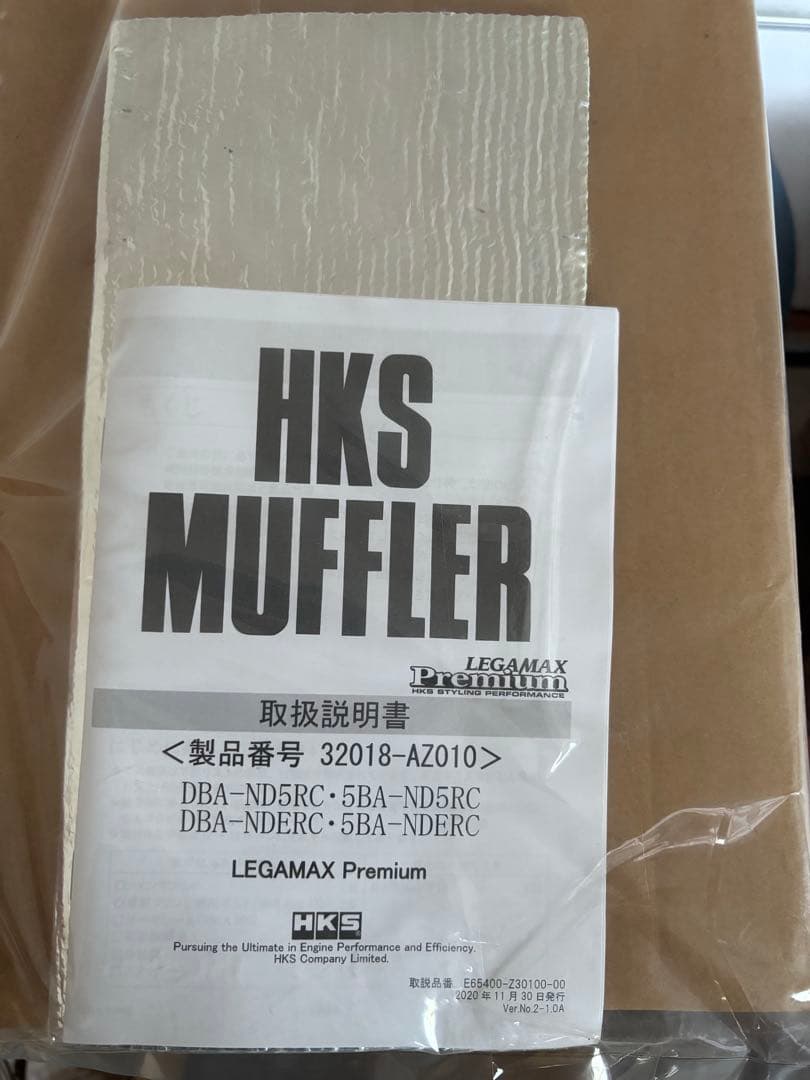 HKS
MUFFLER
LEGAMAX
Premium
HKS STYLING PERFORMANCE
取扱説明書
＜製品番号 32018-AZ010＞
DBA-ND5RC・5BA-ND5RC
DBA-NDERC・5BA-NDERC
LEGAMAX Premium
HKS
Pursuing the Ultimate in Engine Performance and Efficiency.
HKS Company Limited.
取説品番 E65400-Z30100-00
2020年11月30日発行
Ver.No.2-1.0A